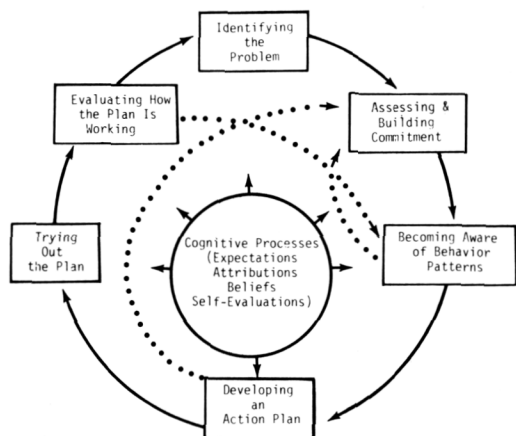 Identifying
the
Problem
Assessing &
Building
Commitment
Becoming Aware
of Behavior
Patterns
Developing
an
Action Plan
Trying
Out
the Plan
Evaluating How
the Plan Is
Working
Cognitive Processes
(Expectations
Attributions
Beliefs
Self-Evaluations)